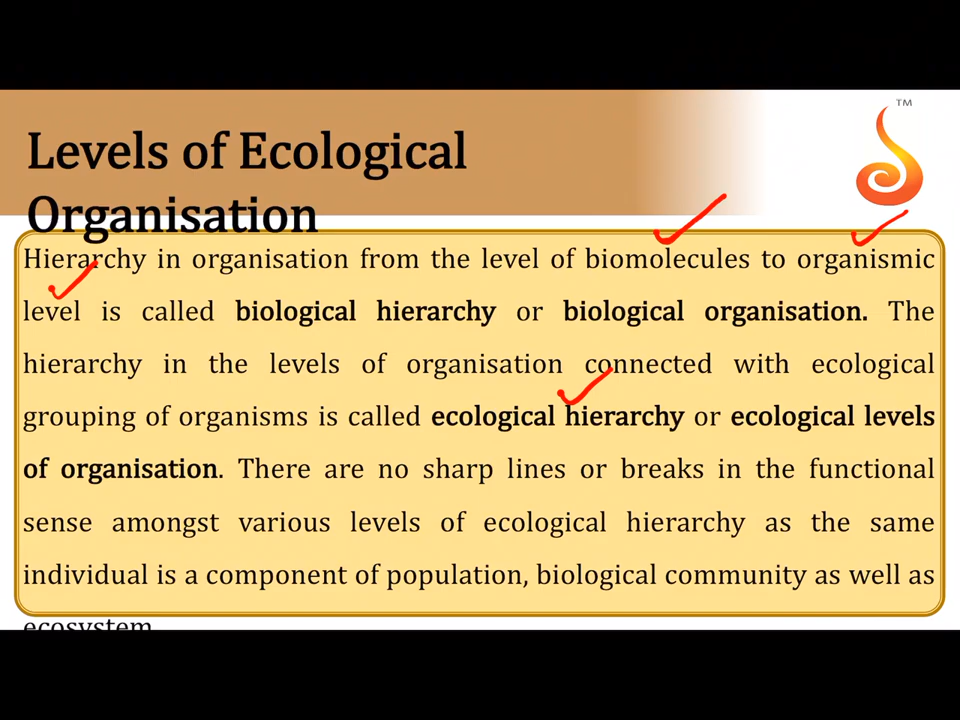 TM
Levels of Ecological
Organisation
Hierarchy in organisation from the level of biomolecules to organismic
level is called biological hierarchy or biological organisation. The
hierarchy in the levels of organisation connected with ecological
grouping of organisms is called ecological hierarchy or ecological levels
of organisation. There are no sharp lines or breaks in the functional
sense amongst various levels of ecological hierarchy as the same
individual is a component of population, biological community as well as
ecosystem